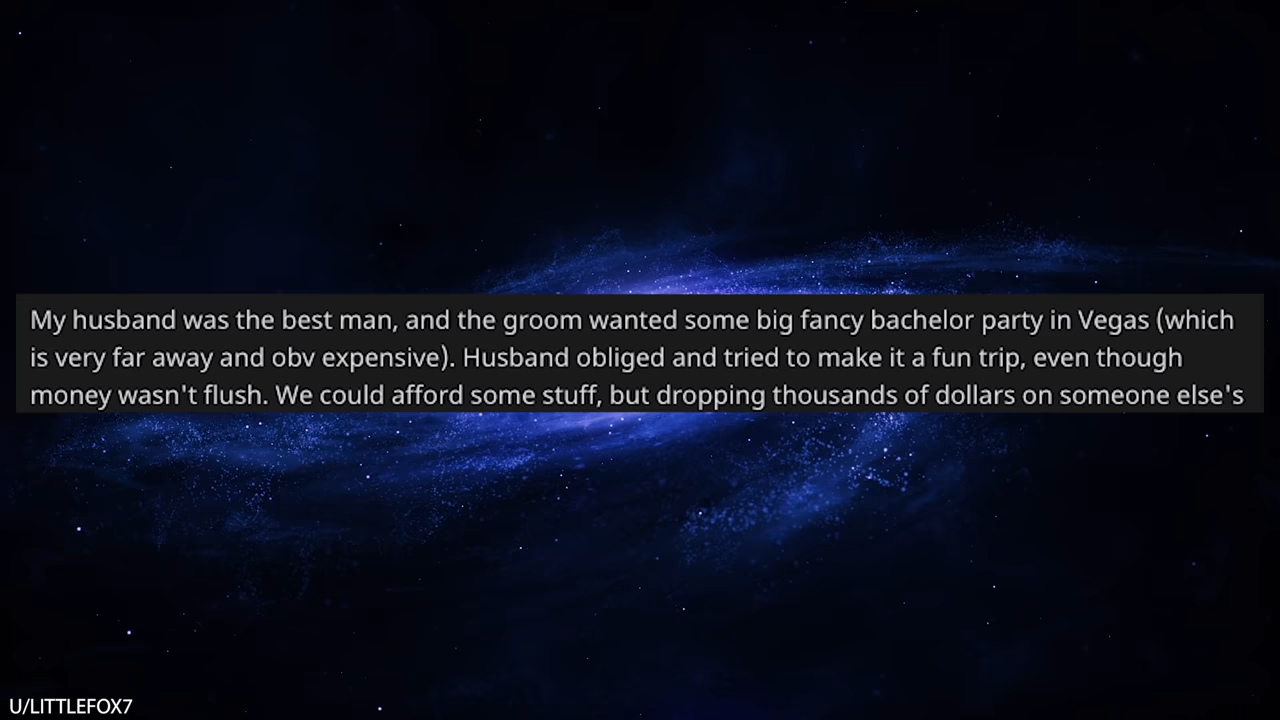 My husband was the best man, and the groom wanted some big fancy bachelor party in Vegas (which
is very far away and obv expensive). Husband obliged and tried to make it a fun trip, even though
money wasn't flush. We could afford some stuff, but dropping thousands of dollars on someone else's
U/LITTLEFOX7